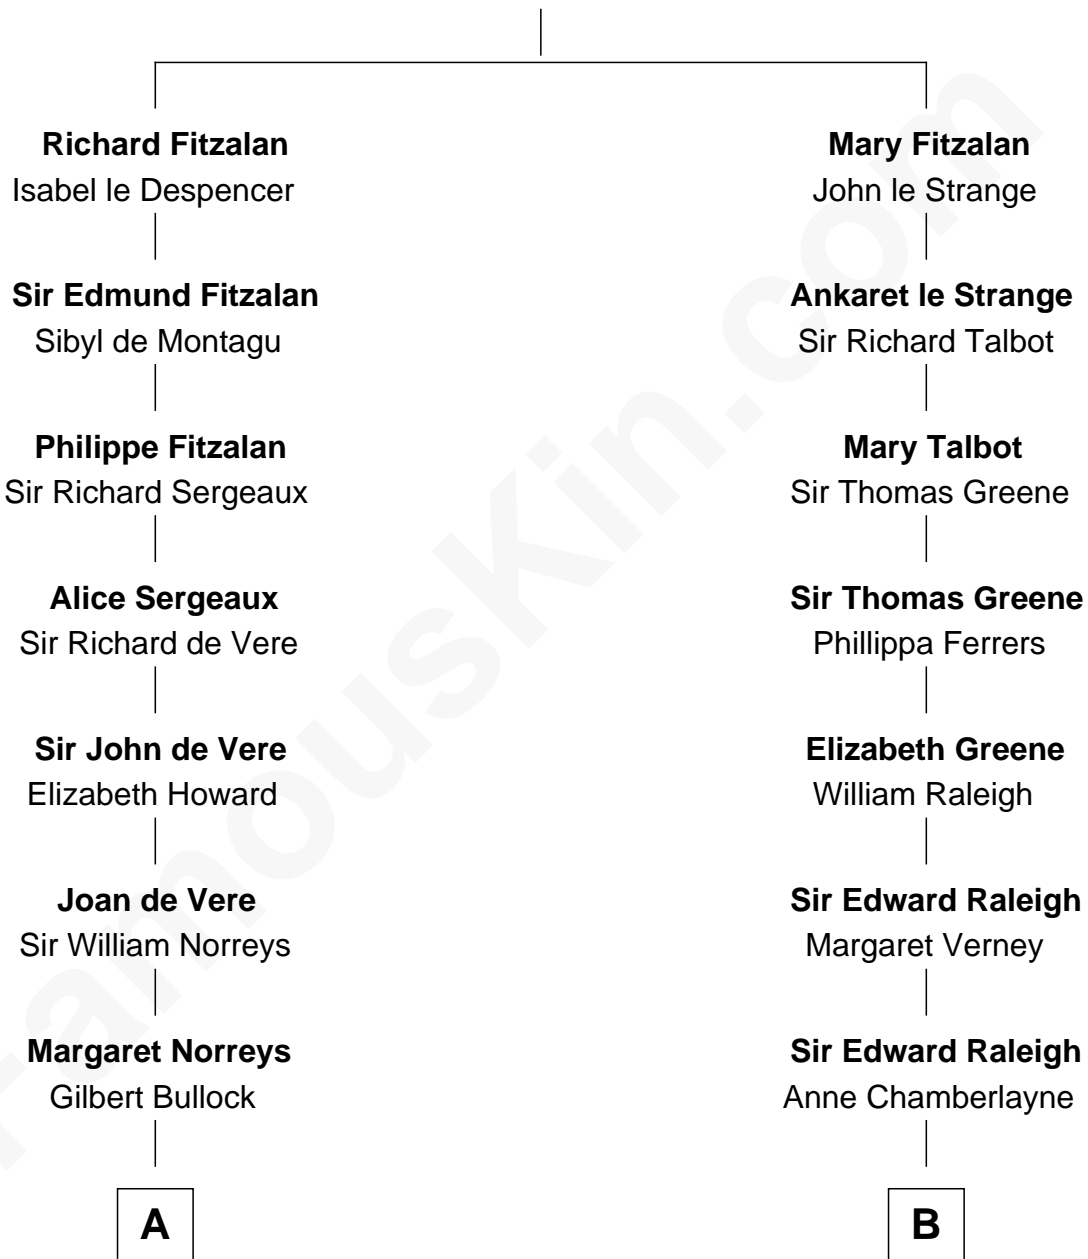 Richard Fitzalan
Isabel le Despencer
Sir Edmund Fitzalan
Sibyl de Montagu
Philippe Fitzalan
Sir Richard Sergeaux
Alice Sergeaux
Sir Richard de Vere
Sir John de Vere
Elizabeth Howard
Joan de Vere
Sir William Norreys
Margaret Norreys
Gilbert Bullock
A
Mary Fitzalan
John le Strange
Ankaret le Strange
Sir Richard Talbot
Mary Talbot
Sir Thomas Greene
Sir Thomas Greene
Phillippa Ferrers
Elizabeth Greene
William Raleigh
Sir Edward Raleigh
Margaret Verney
Sir Edward Raleigh
Anne Chamberlayne
B
FamousKin.com